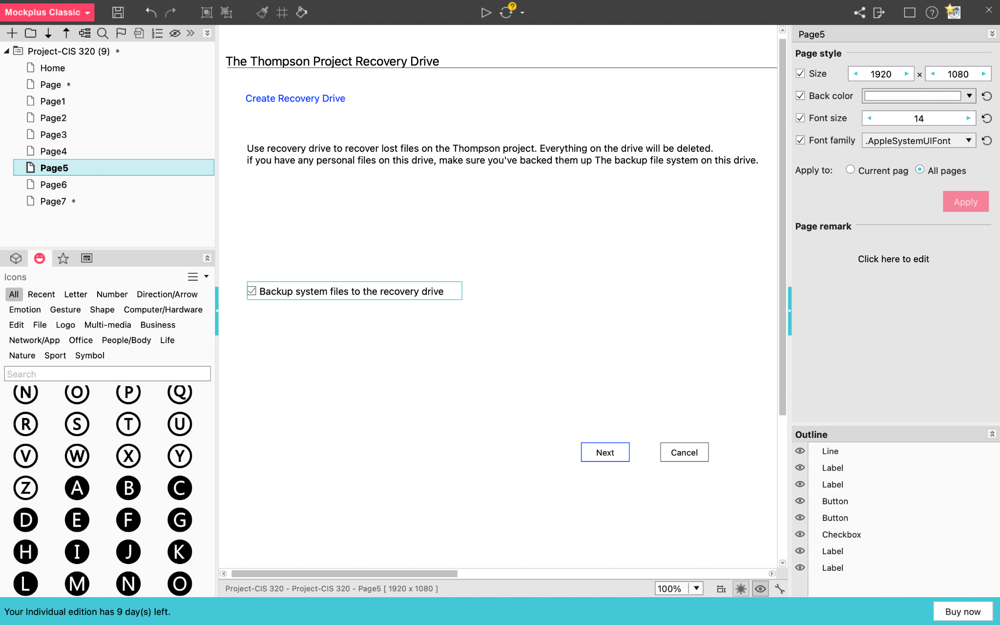 Mockplus Classic
?
?
Project-CIS 320 (9) *
Home
Page *
Page1
Page2
Page3
Page4
Page5
Page6
Page7 *
Icons
All Recent Letter Number Direction/Arrow
Emotion Gesture Shape Computer/Hardware
Edit File Logo Multi-media Business
Network/App Office People/Body Life
Nature Sport Symbol
Search
N O P Q
R S T U
V W X Y
Z A B C
D E F G
H I J K
L M N O
The Thompson Project Recovery Drive
Create Recovery Drive
Use recovery drive to recover lost files on the Thompson project. Everything on the drive will be deleted.
if you have any personal files on this drive, make sure you've backed them up The backup file system on this drive.
Backup system files to the recovery drive
Next Cancel
Project-CIS 320 - Project-CIS 320 - Page5 [ 1920 x 1080 ]
100%
Page5
Page style
Size 1920 × 1080
Back color
Font size 14
Font family .AppleSystemUIFont
Apply to: Current pag All pages
Apply
Page remark
Click here to edit
Outline
Line
Label
Label
Button
Button
Checkbox
Label
Label
Your Individual edition has 9 day(s) left.
Buy now